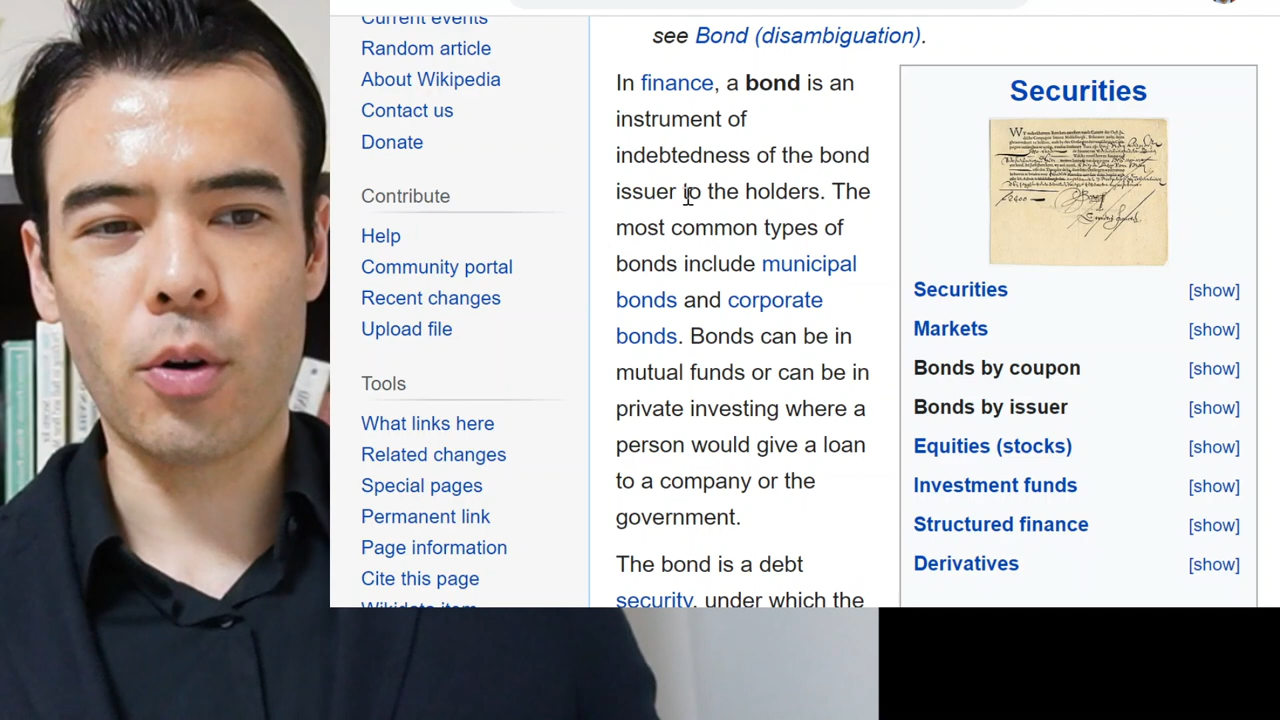 Current events
Random article
About Wikipedia
Contact us
Donate
Contribute
Help
Community portal
Recent changes
Upload file
Tools
What links here
Related changes
Special pages
Permanent link
Page information
Cite this page
Wikidata item
see Bond (disambiguation).
In finance, a bond is an
instrument of
indebtedness of the bond
issuer to the holders. The
most common types of
bonds include municipal
bonds and corporate
bonds. Bonds can be in
mutual funds or can be in
private investing where a
person would give a loan
to a company or the
government.
The bond is a debt
security, under which the
Securities
Securities [show]
Markets [show]
Bonds by coupon [show]
Bonds by issuer [show]
Equities (stocks) [show]
Investment funds [show]
Structured finance [show]
Derivatives [show]